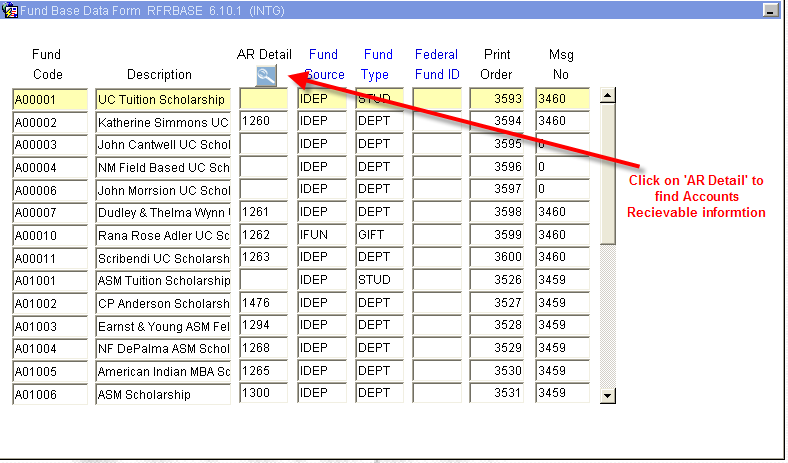 Fund Base Data Form RFRBASE 6.10.1 (INTG)
Fund AR Detail Fund Fund Federal Print Msg
Code Description Source Type Fund ID Order No
A00001 UC Tuition Scholarship IDEP STUD 3593 3460
A00002 Katherine Simmons UC 1260 IDEP DEPT 3594 3460
A00003 John Cantwell UC Schol IDEP DEPT 3595 0
A00004 NM Field Based UC Sch IDEP DEPT 3596 0
A00006 John Morrsion UC Schol IDEP DEPT 3597 0
A00007 Dudley & Thelma Wynn 1261 IDEP DEPT 3598 3460
A00010 Rana Rose Adler UC Sc 1262 IFUN GIFT 3599 3460
A00011 Scribendi UC Scholarsh 1263 IDEP DEPT 3600 3460
A01001 ASM Tuition Scholarship IDEP STUD 3526 3459
A01002 CP Anderson Scholarsh 1476 IDEP DEPT 3527 3459
A01003 Earnst & Young ASM Fel 1294 IDEP DEPT 3528 3459
A01004 NF DePalma ASM Schol 1268 IDEP DEPT 3529 3459
A01005 American Indian MBA Sc 1265 IDEP DEPT 3530 3459
A01006 ASM Scholarship 1300 IDEP DEPT 3531 3459
Click on 'AR Detail' to
find Accounts
Recievable informtion